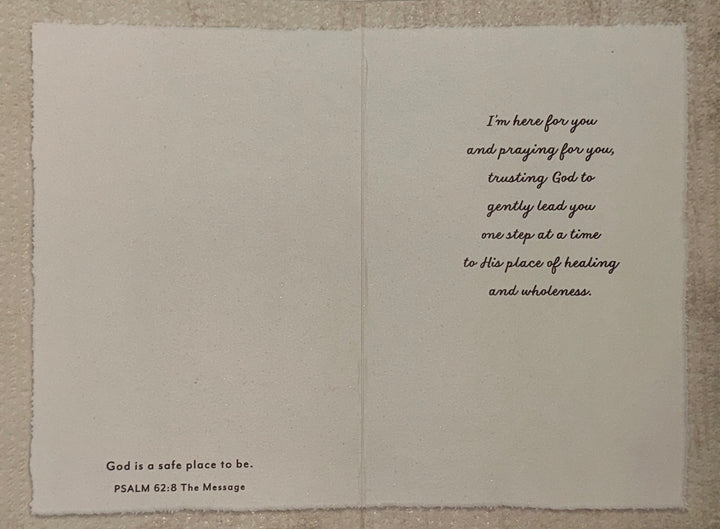 God is a safe place to be.
PSALM 62:8 The Message
I'm here for you
and praying for you,
trusting God to
gently lead you
one step at a time
to His place of healing
and wholeness.